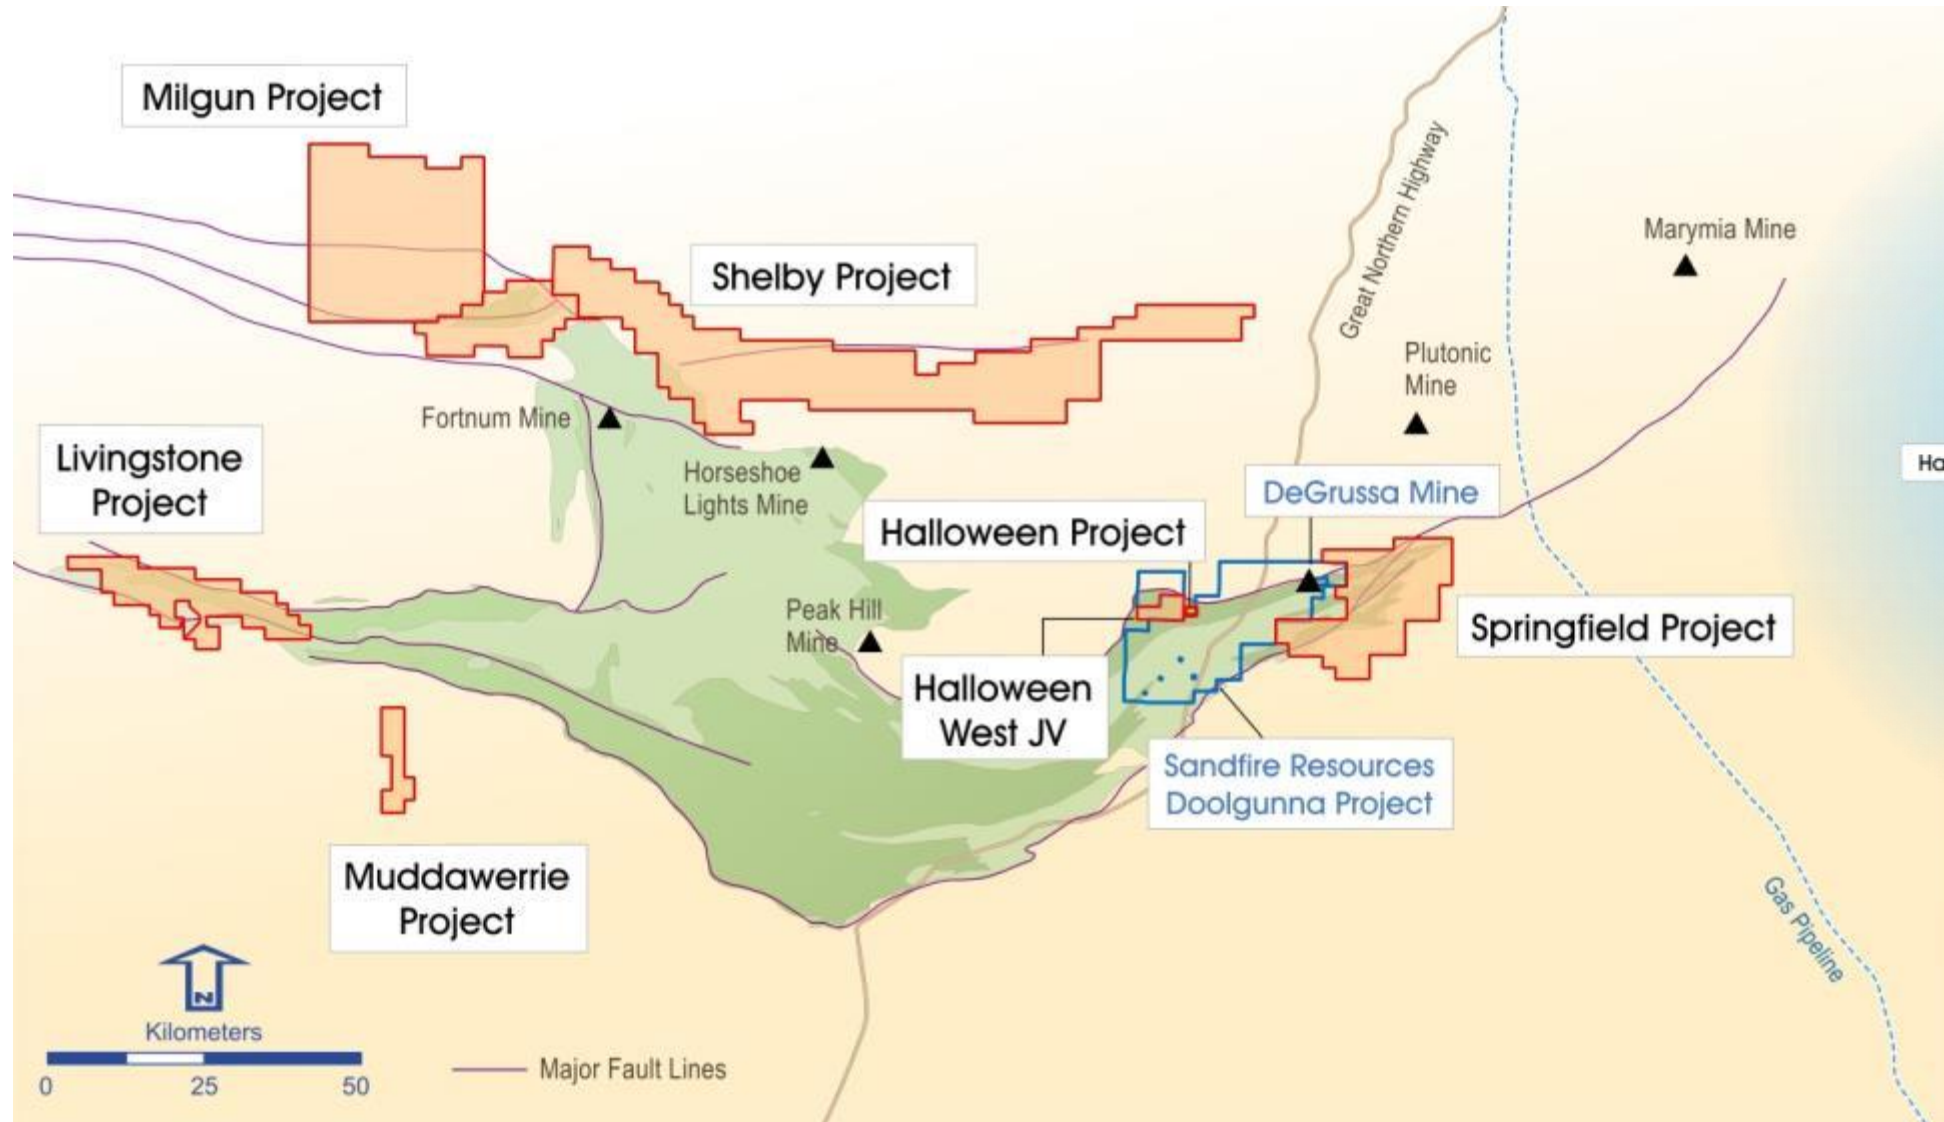 Milgun Project
Great Northern Highway
Marymia Mine
Shelby Project
Plutonic
Mine
Fortnum Mine
Livingstone
Project
Horseshoe
Lights Mine
DeGrussa Mine
Ha
Halloween Project
Peak Hill
Mine
Springfield Project
Halloween
West JV
Sandfire Resources
Doolgunna Project
Muddawerrie
Project
Gas Pipeline
N
Kilometers
0 25 50
Major Fault Lines